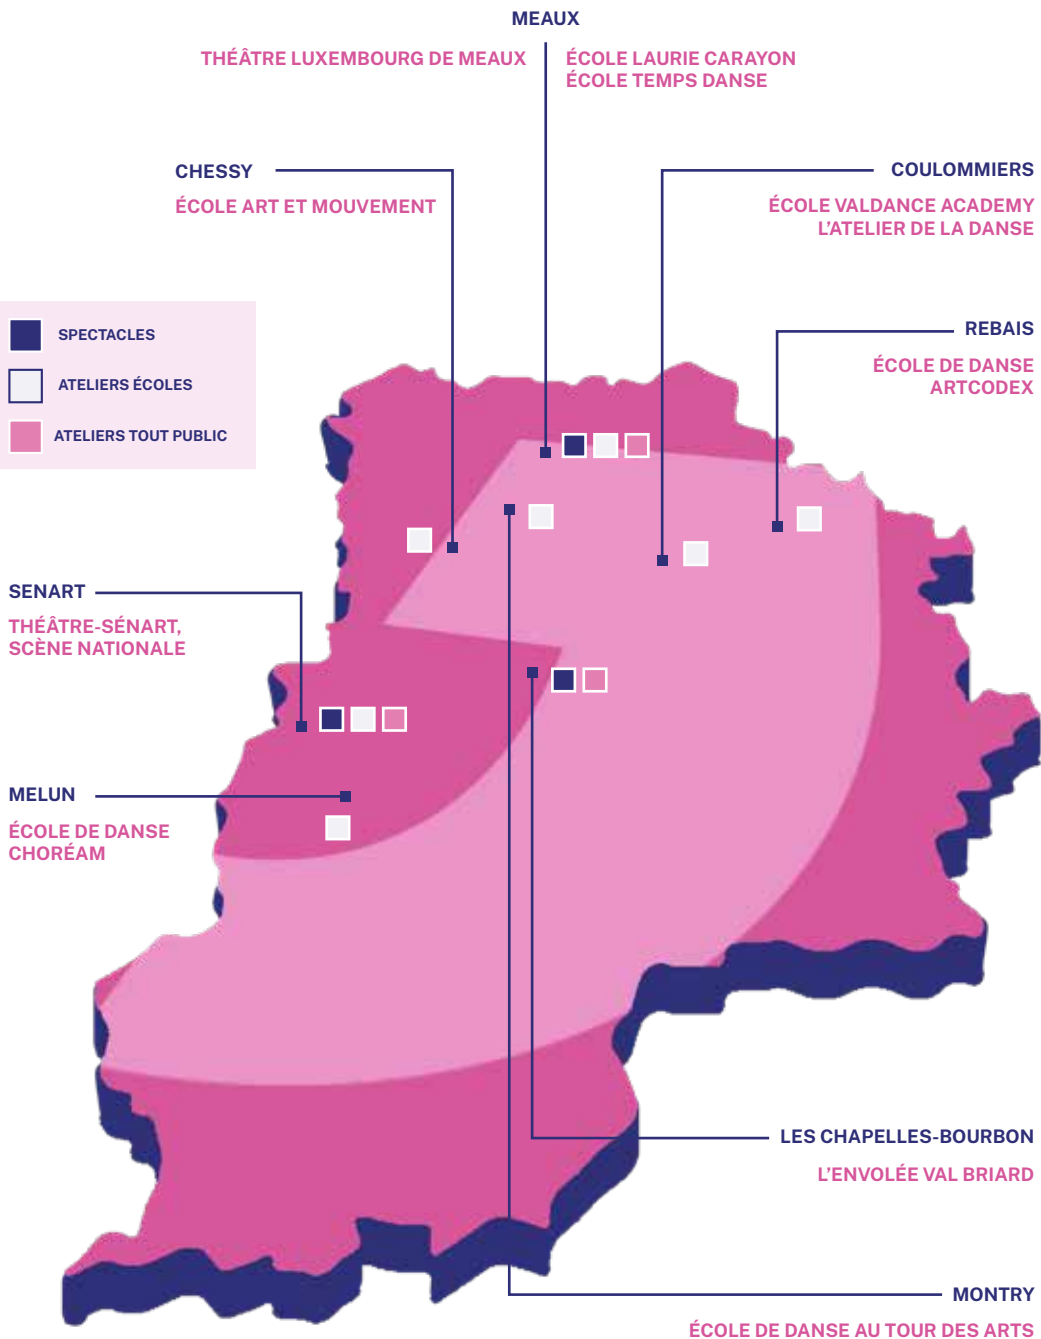 MEAUX
THÉÂTRE LUXEMBOURG DE MEAUX
ÉCOLE LAURIE CARAYON
ÉCOLE TEMPS DANSE
CHESSY
ÉCOLE ART ET MOUVEMENT
COULOMMIERS
ÉCOLE VALDANCE ACADEMY
L'ATELIER DE LA DANSE
SPECTACLES
ATELIERS ÉCOLES
ATELIERS TOUT PUBLIC
REBAIS
ÉCOLE DE DANSE
ARTCODEX
SENART
THÉÂTRE-SÉNART,
SCÈNE NATIONALE
MELUN
ÉCOLE DE DANSE
CHORÉAM
LES CHAPELLES-BOURBON
L'ENVOLÉE VAL BRIARD
MONTRY
ÉCOLE DE DANSE AU TOUR DES ARTS